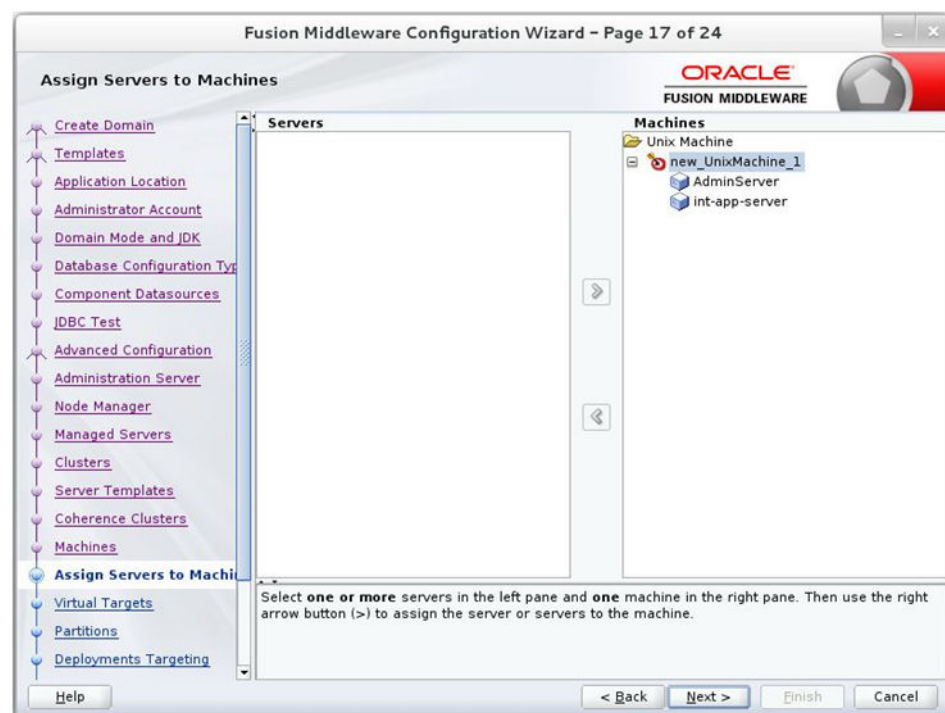 Fusion Middleware Configuration Wizard – Page 17 of 24
Assign Servers to Machines
ORACLE
FUSION MIDDLEWARE
Create Domain
Templates
Application Location
Administrator Account
Domain Mode and JDK
Database Configuration Typ
Component Datasources
JDBC Test
Advanced Configuration
Administration Server
Node Manager
Managed Servers
Clusters
Server Templates
Coherence Clusters
Machines
Assign Servers to Machi
Virtual Targets
Partitions
Deployments Targeting
Servers
Machines
Unix Machine
new_UnixMachine_1
AdminServer
int-app-server
Select one or more servers in the left pane and one machine in the right pane. Then use the right
arrow button (>) to assign the server or servers to the machine.
Help
< Back
Next >
Finish
Cancel